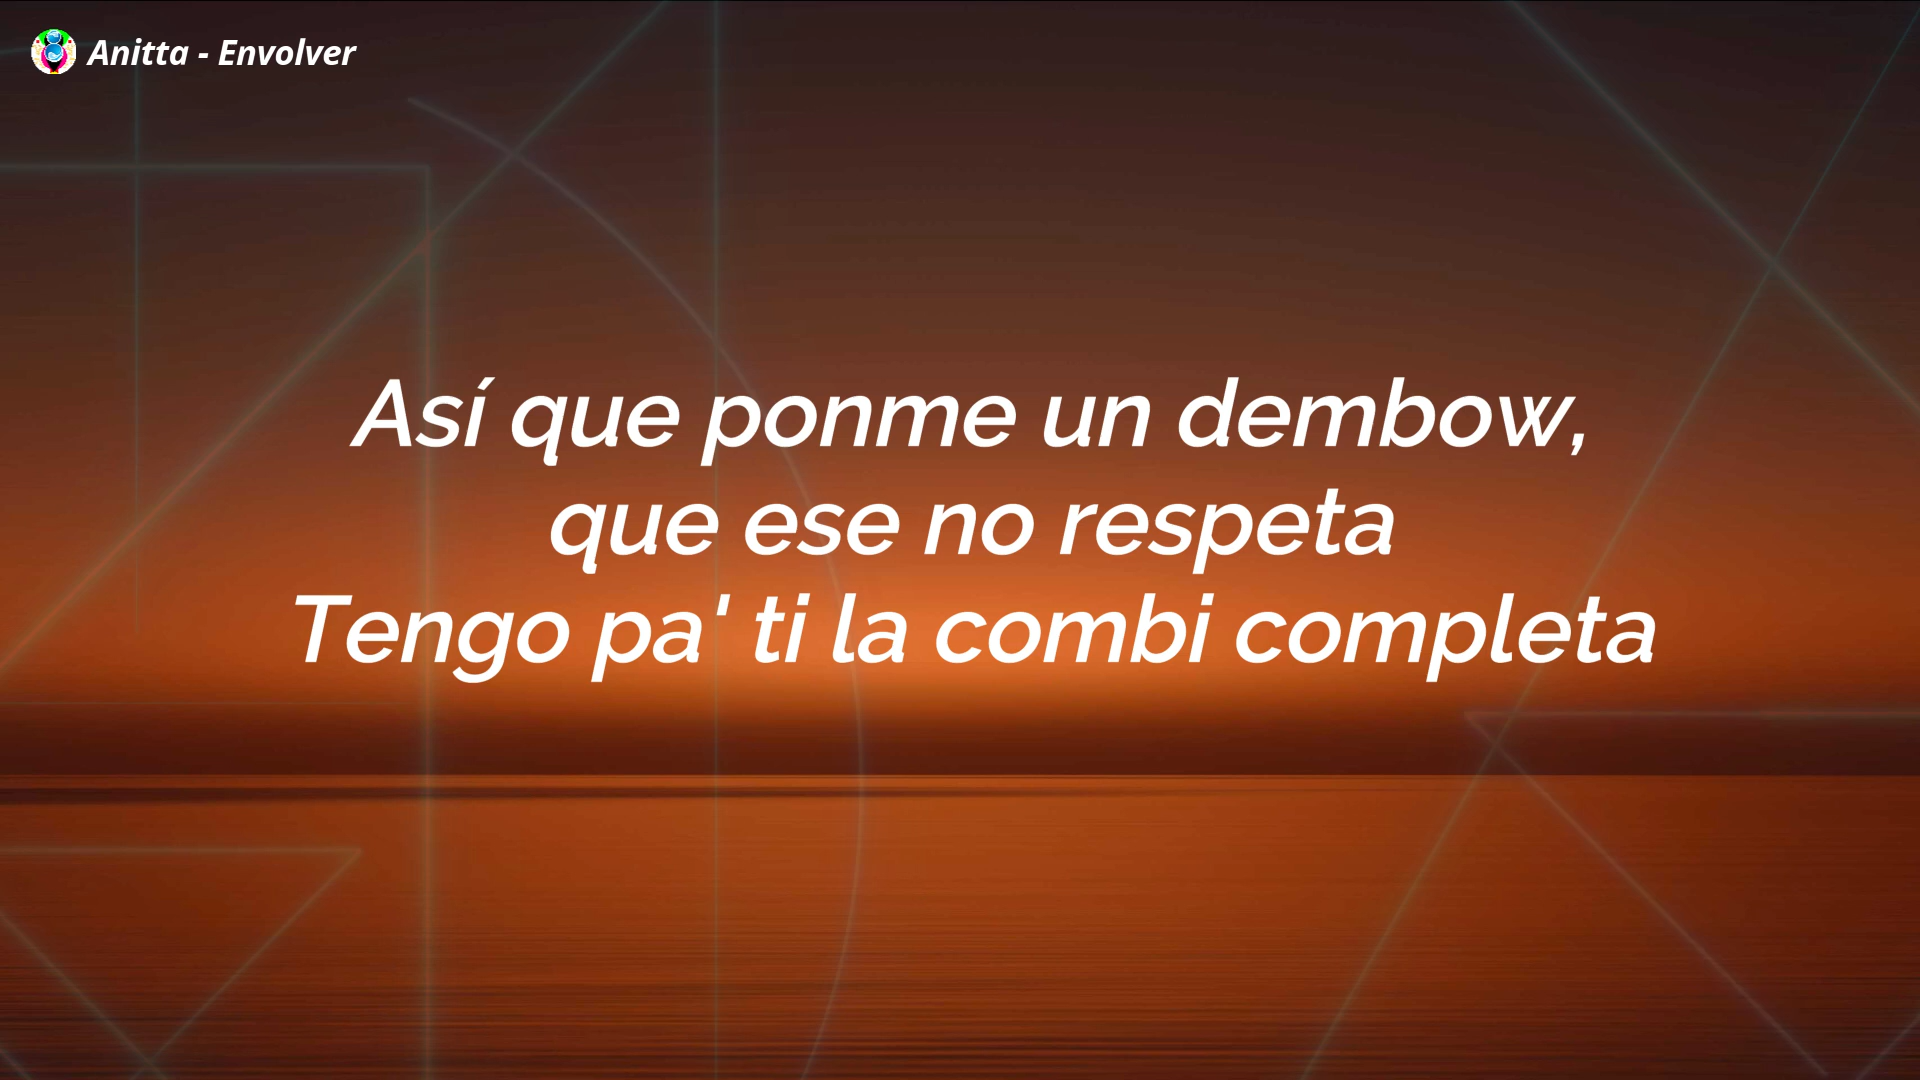 Anitta - Envolver
Así que ponme un dembow,
que ese no respeta
Tengo pa' ti la combi completa